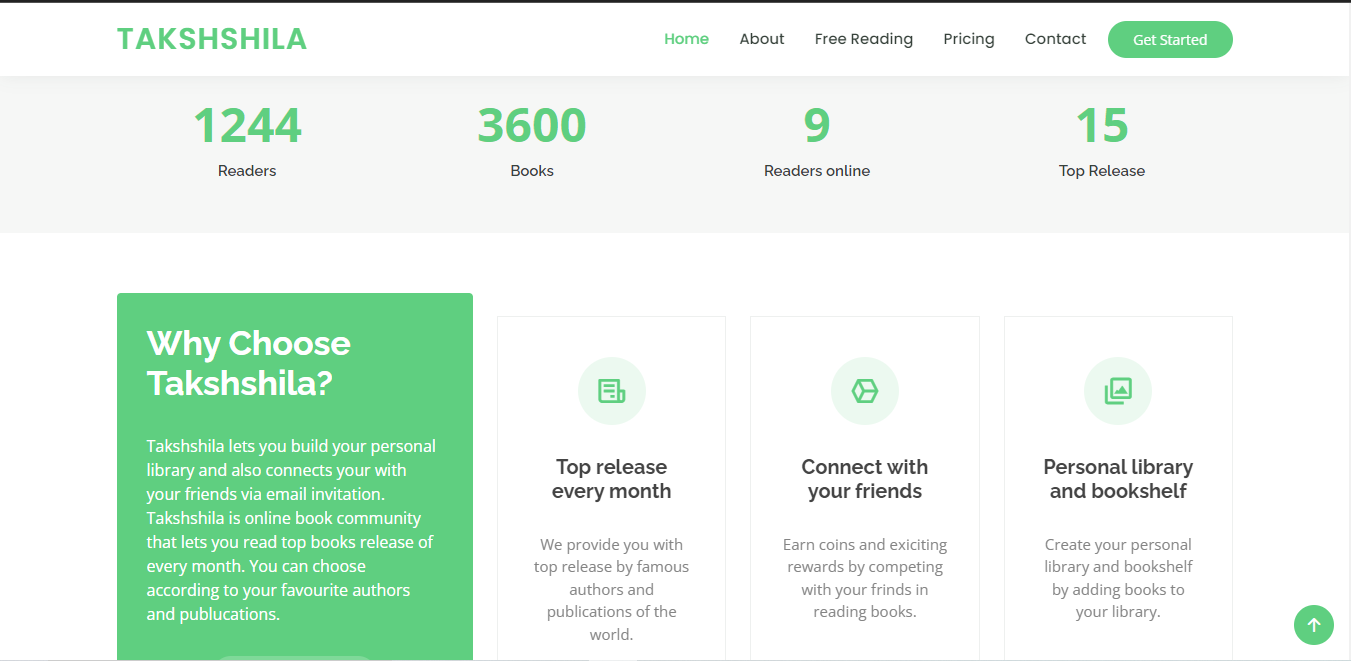 TAKSHSHILA
Home About Free Reading Pricing Contact Get Started
1244 3600 9 15
Readers Books Readers online Top Release
Why Choose
Takshshila?
Takshshila lets you build your personal
library and also connects your with
your friends via email invitation.
Takshshila is online book community
that lets you read top books release of
every month. You can choose
according to your favourite authors
and publucations.
Top release
every month
We provide you with
top release by famous
authors and
publications of the
world.
Connect with
your friends
Earn coins and exiciting
rewards by competing
with your frinds in
reading books.
Personal library
and bookshelf
Create your personal
library and bookshelf
by adding books to
your library.